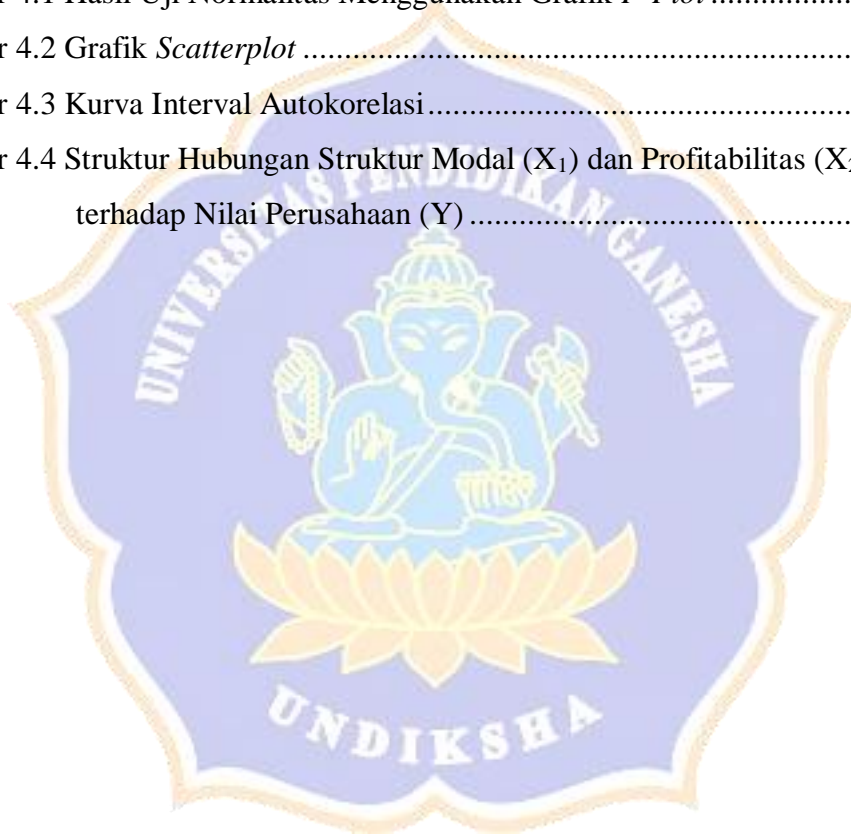 r 4.1 Hasil Uji Normalitas Menggunakan Grafik P-Plot ....................
r 4.2 Grafik Scatterplot ..........................................................................
r 4.3 Kurva Interval Autokorelasi.........................................................
r 4.4 Struktur Hubungan Struktur Modal (X₁) dan Profitabilitas (X₂
terhadap Nilai Perusahaan (Y) ....................................................
UNIVERSITAS PENDIDIKAN GANESHA
UNDIKSHA